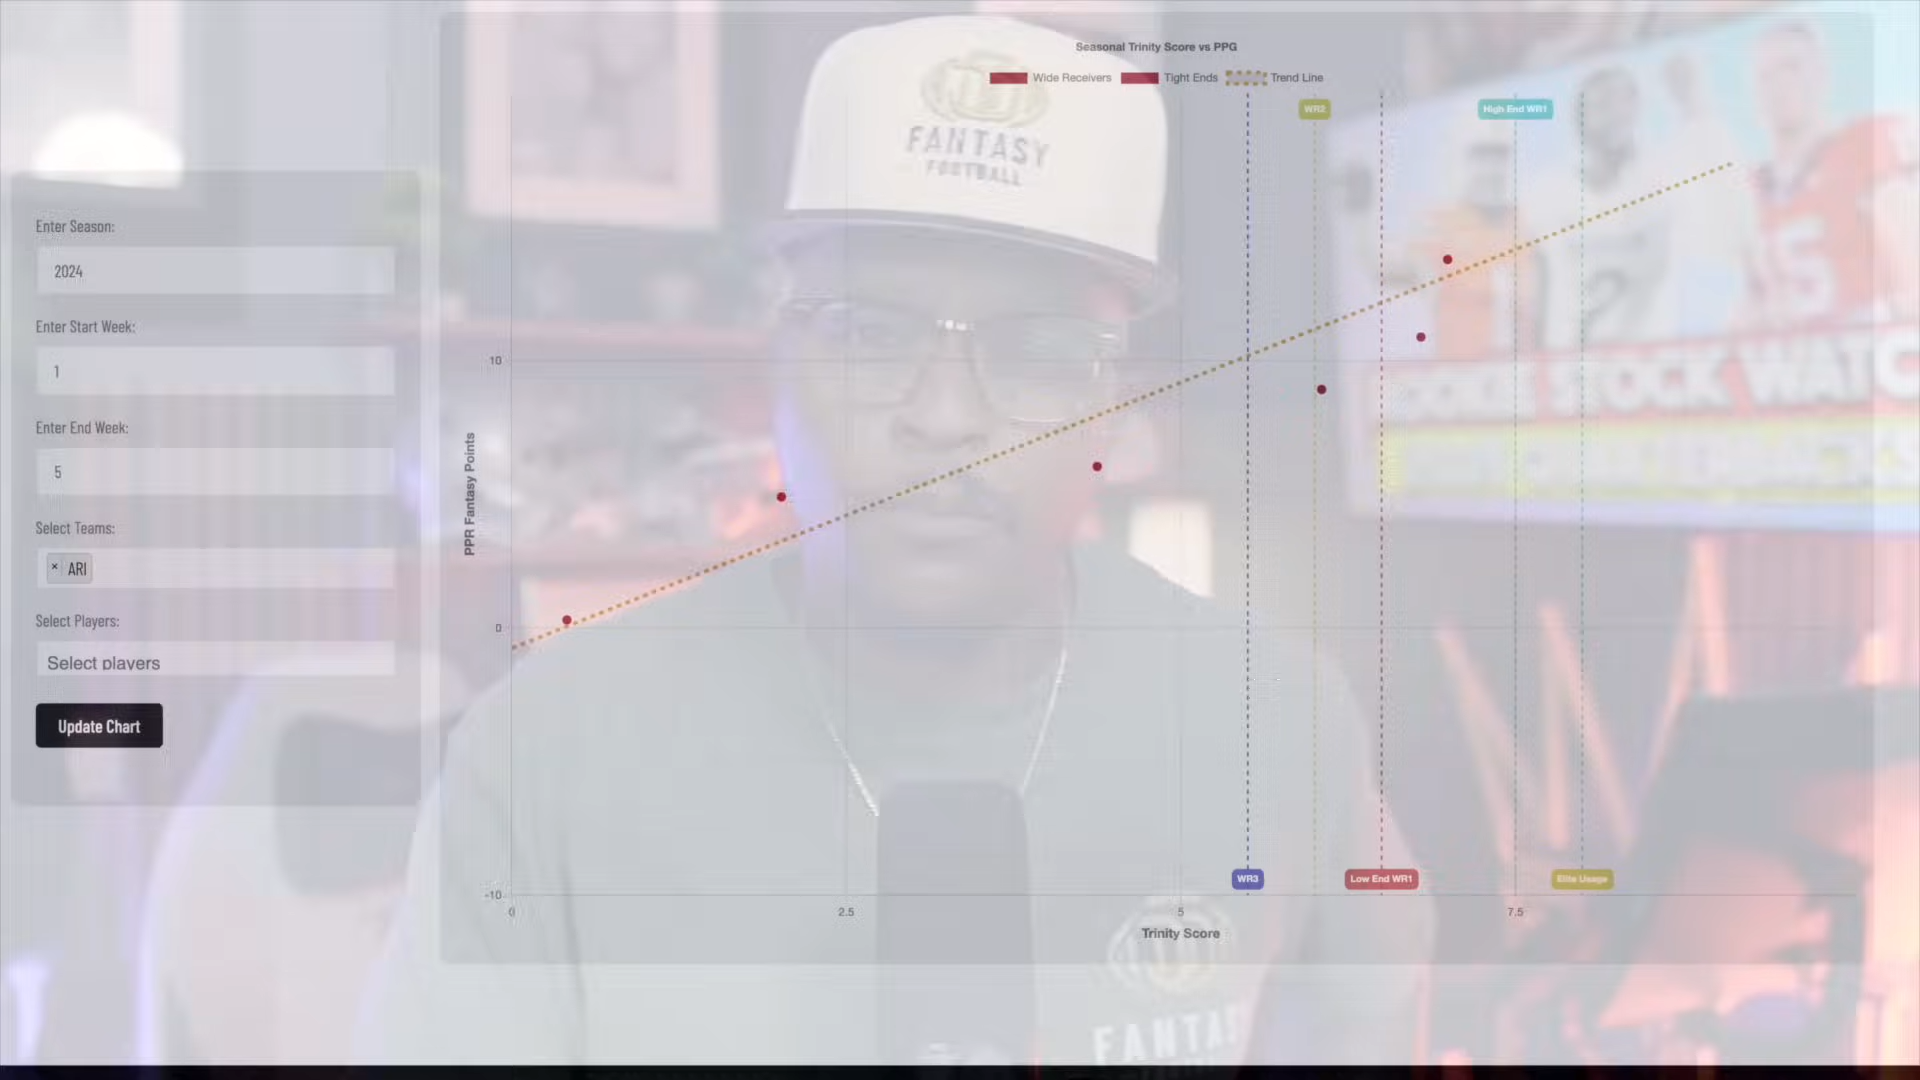 Seasonal Trinity Score vs PPG
Wide Receivers
Tight Ends
Trend Line
WR2
High End WR1
FANTASY
FOOTBALL
Enter Season:
2024
Enter Start Week:
1
Enter End Week:
5
Select Teams:
× ARI
Select Players:
Select players
Update Chart
PPR Fantasy Points
10
0
-10
STOCK WATC
WR3
Low End WR1
Elite Usage
0
2.5
5
7.5
Trinity Score
FANTAS